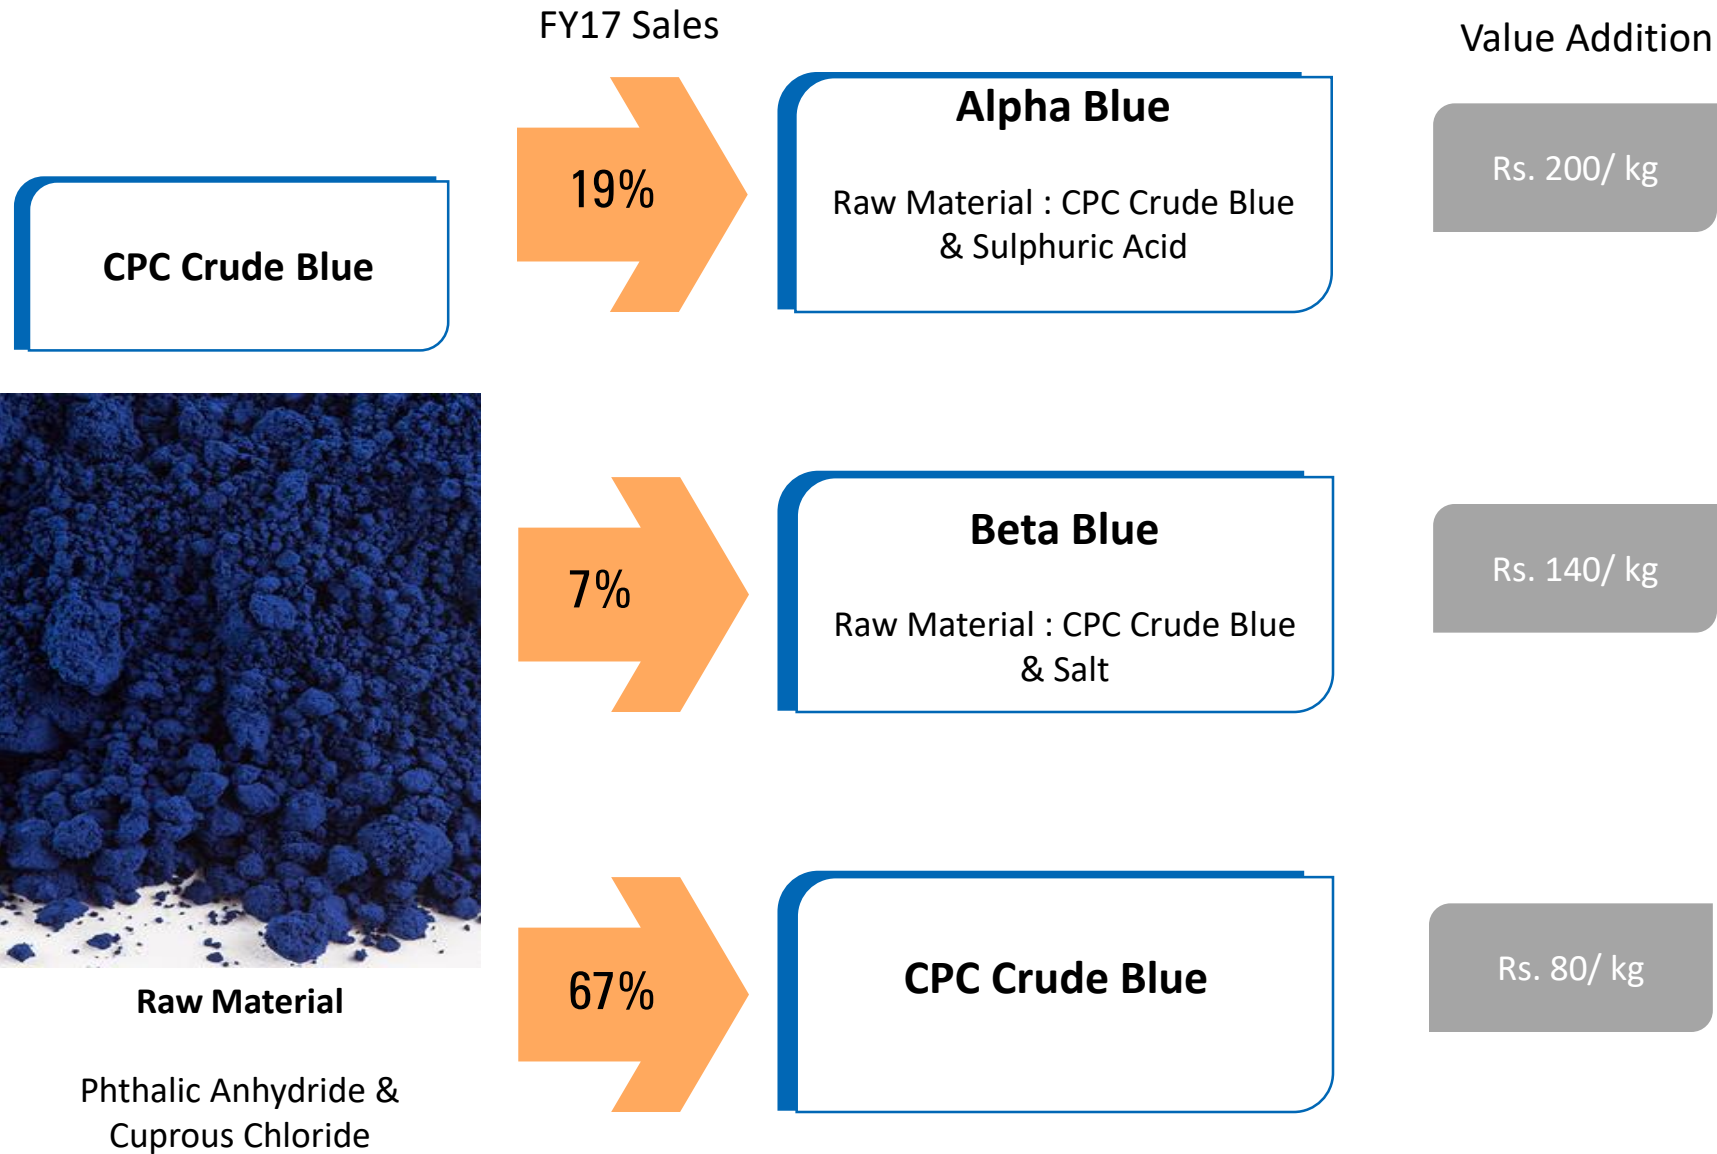 FY17 Sales
Value Addition
CPC Crude Blue
19%
Alpha Blue
Raw Material : CPC Crude Blue
& Sulphuric Acid
Rs. 200/ kg
7%
Beta Blue
Raw Material : CPC Crude Blue
& Salt
Rs. 140/ kg
67%
CPC Crude Blue
Rs. 80/ kg
Raw Material
Phthalic Anhydride &
Cuprous Chloride